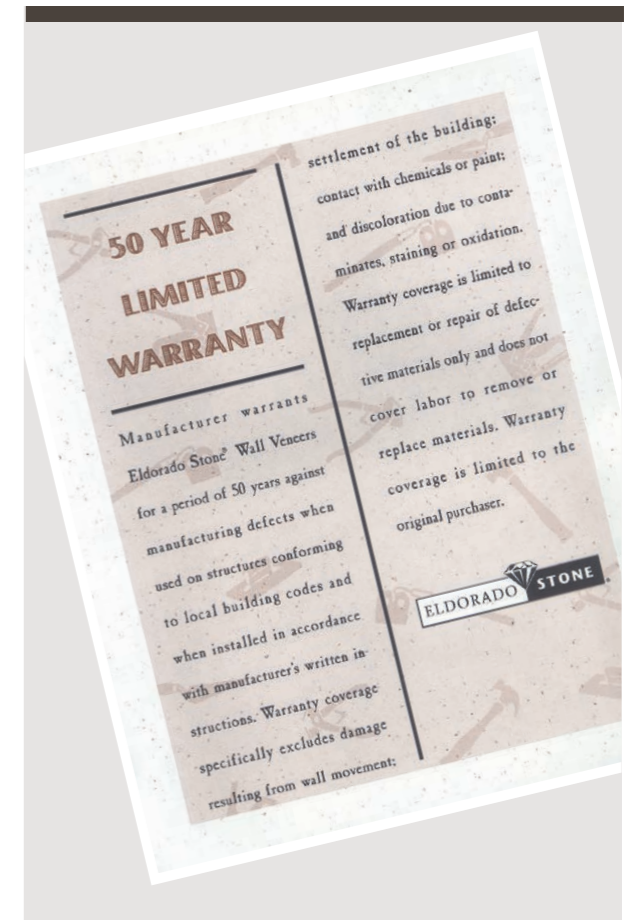 50 YEAR
LIMITED
WARRANTY
Manufacturer warrants
Eldorado Stone® Wall Veneers
for a period of 50 years against
manufacturing defects when
used on structures conforming
to local building codes and
when installed in accordance
with manufacturer's written in-
structions. Warranty coverage
specifically excludes damage
resulting from wall movement;
settlement of the building;
contact with chemicals or paint;
and discoloration due to conta-
minates, staining or oxidation.
Warranty coverage is limited to
replacement or repair of defec-
tive materials only and does not
cover labor to remove or
replace materials. Warranty
coverage is limited to the
original purchaser.
ELDORADO STONE